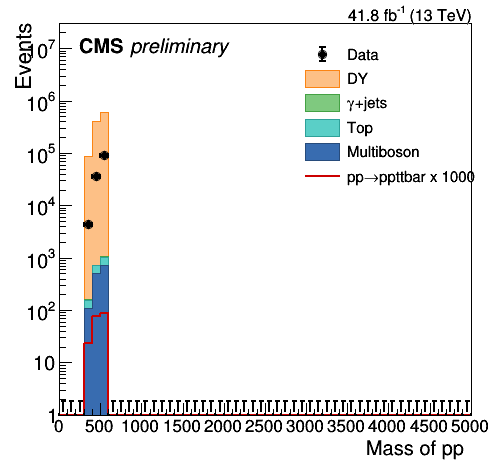 41.8 fb⁻¹ (13 TeV)
Events
CMS preliminary
Data
DY
γ+jets
Top
Multiboson
pp→ppttbar x 1000
10⁷
10⁶
10⁵
10⁴
10³
10²
10
1
0 500 1000 1500 2000 2500 3000 3500 4000 4500 5000
Mass of pp